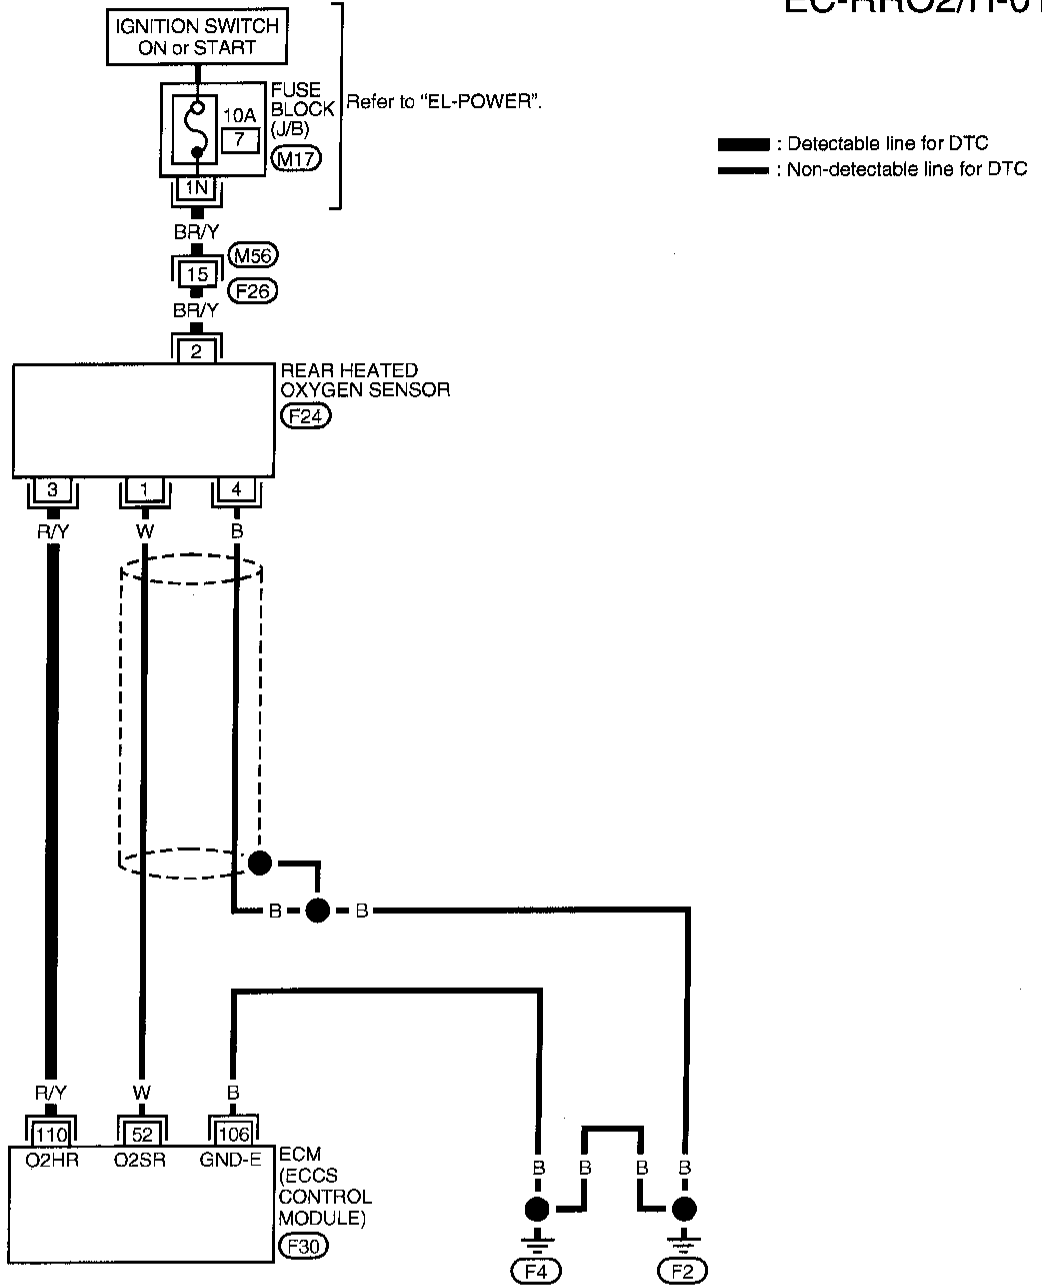 IGNITION SWITCH
ON or START
FUSE
BLOCK
(J/B)
10A
7
M17
Refer to "EL-POWER".
: Detectable line for DTC
: Non-detectable line for DTC
1N
BR/Y
M56
15
F26
BR/Y
2
REAR HEATED
OXYGEN SENSOR
F24
3 1 4
R/Y W B
B B
R/Y W B
110 52 106
O2HR O2SR GND-E
ECM
(ECCS
CONTROL
MODULE)
F30
B B B B
F4 F2